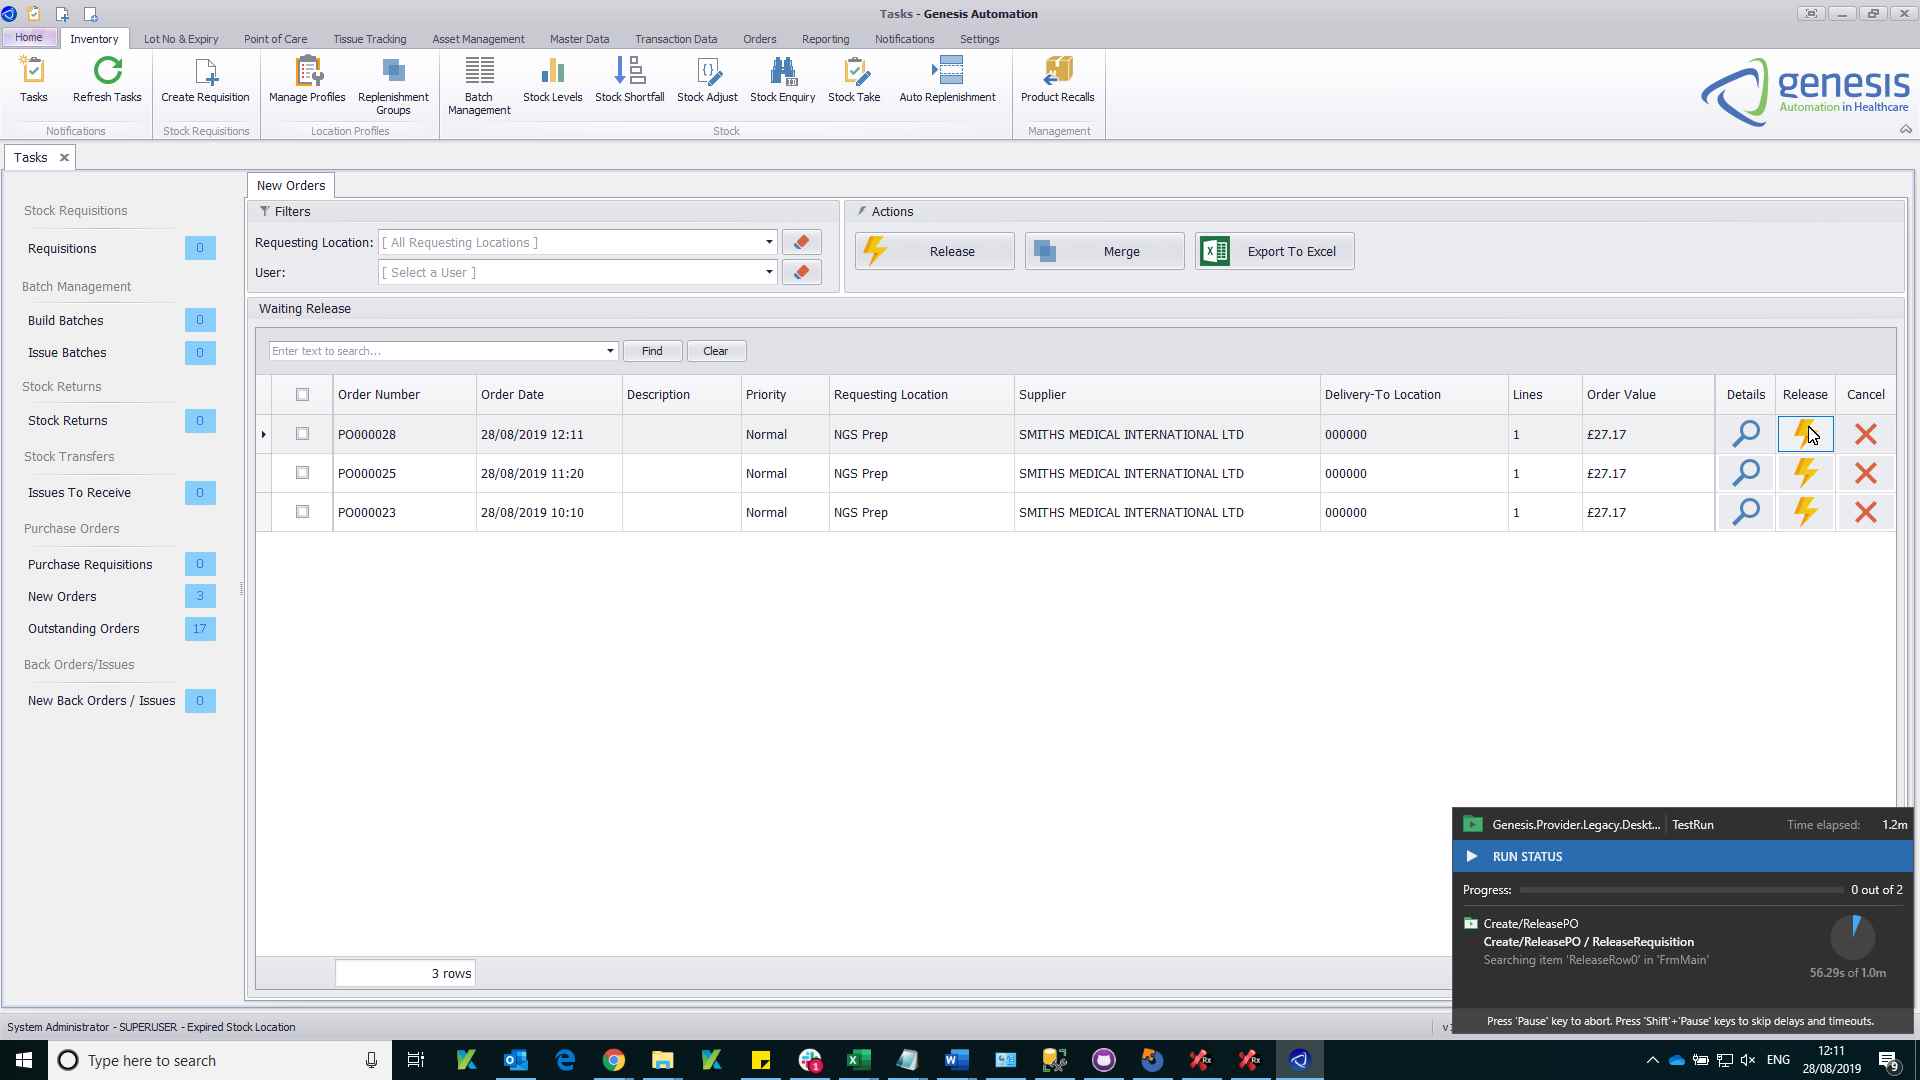 Tasks - Genesis Automation
Home
Inventory
Lot No & Expiry
Point of Care
Tissue Tracking
Asset Management
Master Data
Transaction Data
Orders
Reporting
Notifications
Settings
Tasks
Refresh Tasks
Create Requisition
Manage Profiles
Replenishment
Groups
Batch
Management
Stock Levels
Stock Shortfall
Stock Adjust
Stock Enquiry
Stock Take
Auto Replenishment
Product Recalls
Notifications
Stock Requisitions
Location Profiles
Stock
Management
genesis
Automation in Healthcare
Tasks
Stock Requisitions
Requisitions 0
Batch Management
Build Batches 0
Issue Batches 0
Stock Returns
Stock Returns 0
Stock Transfers
Issues To Receive 0
Purchase Orders
Purchase Requisitions 0
New Orders 3
Outstanding Orders 17
Back Orders/Issues
New Back Orders / Issues 0
New Orders
Filters
Requesting Location: [ All Requesting Locations ]
User: [ Select a User ]
Actions
Release
Merge
Export To Excel
Waiting Release
Enter text to search...
Find
Clear
Order Number Order Date Description Priority Requesting Location Supplier Delivery-To Location Lines Order Value Details Release Cancel
PO000028 28/08/2019 12:11 Normal NGS Prep SMITHS MEDICAL INTERNATIONAL LTD 000000 1 £27.17
PO000025 28/08/2019 11:20 Normal NGS Prep SMITHS MEDICAL INTERNATIONAL LTD 000000 1 £27.17
PO000023 28/08/2019 10:10 Normal NGS Prep SMITHS MEDICAL INTERNATIONAL LTD 000000 1 £27.17
3 rows
Genesis.Provider.Legacy.Deskt... TestRun Time elapsed: 1.2m
RUN STATUS
Progress: 0 out of 2
Create/ReleasePO
Create/ReleasePO / ReleaseRequisition
Searching item 'ReleaseRow0' in 'FrmMain'
56.29s of 1.0m
Press 'Pause' key to abort. Press 'Shift'+'Pause' keys to skip delays and timeouts.
System Administrator - SUPERUSER - Expired Stock Location
Type here to search
ENG
12:11
28/08/2019
9